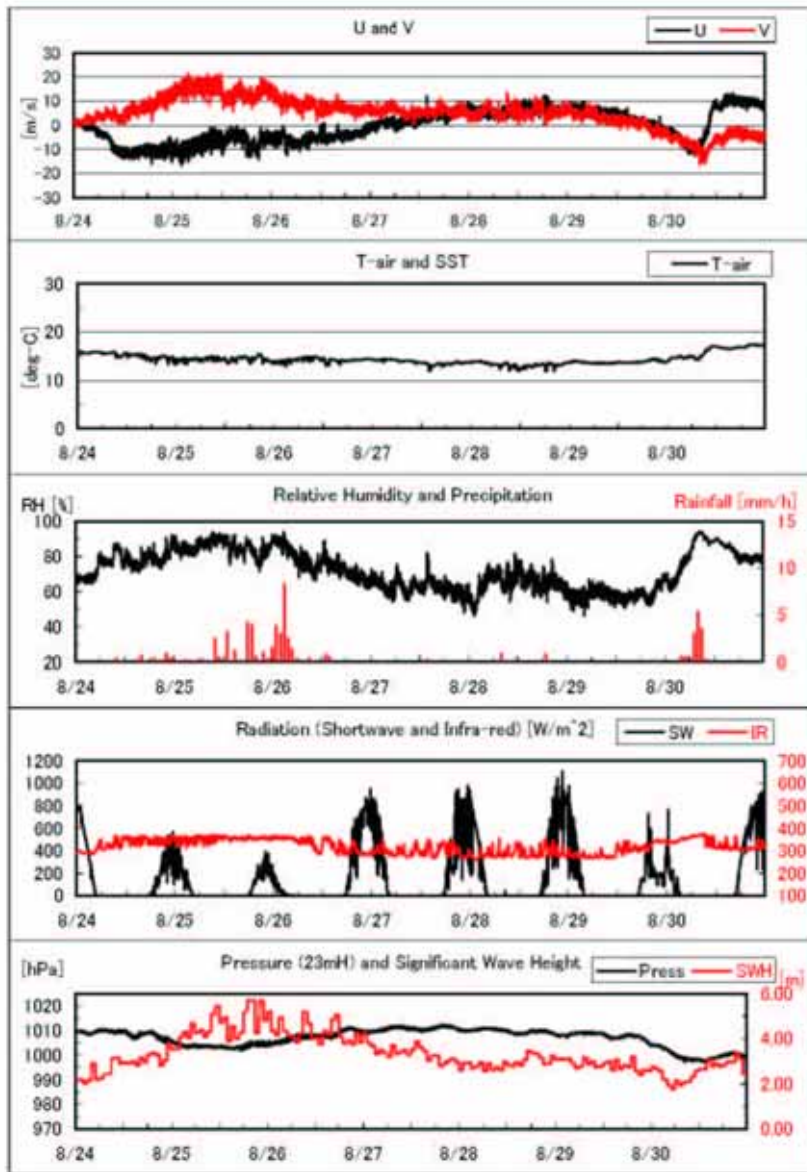 U and V
U V
[m/s]
30
20
10
0
-10
-20
-30
8/24 8/25 8/26 8/27 8/28 8/29 8/30
T-air and SST
T-air
[deg-C]
30
20
10
0
8/24 8/25 8/26 8/27 8/28 8/29 8/30
RH [%] Relative Humidity and Precipitation Rainfall [mm/h]
100 15
80 10
60
40 5
20 0
8/24 8/25 8/26 8/27 8/28 8/29 8/30
Radiation (Shortwave and Infra-red) [W/m^2] SW IR
1200 700
1000 600
800 500
600 400
400 300
200 200
0 100
8/24 8/25 8/26 8/27 8/28 8/29 8/30
[hPa] Pressure (23mH) and Significant Wave Height Press SWH [m]
1020 6.00
1010 4.00
1000
990 2.00
980
970 0.00
8/24 8/25 8/26 8/27 8/28 8/29 8/30